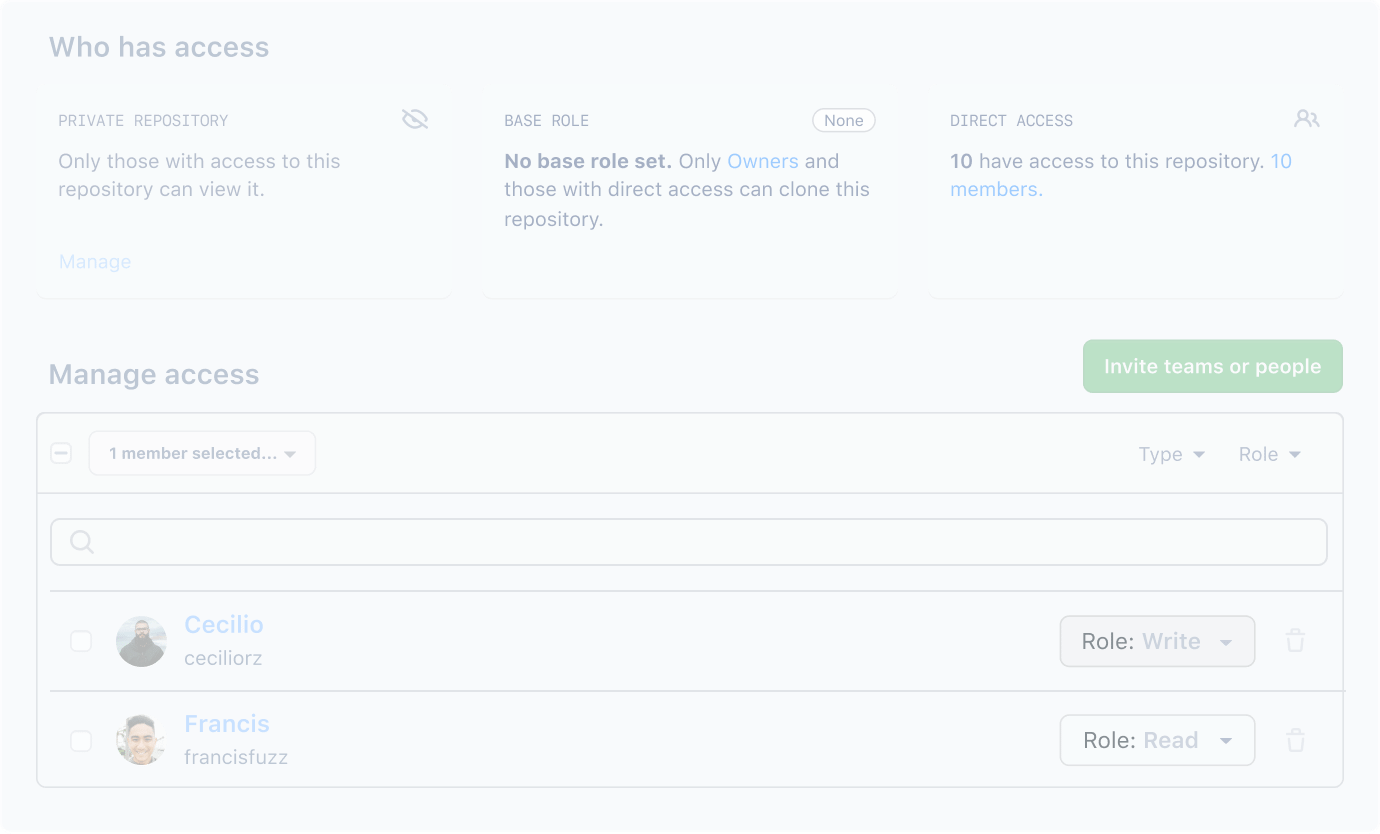 Who has access
PRIVATE REPOSITORY
Only those with access to this
repository can view it.
Manage
BASE ROLE
None
No base role set. Only Owners and
those with direct access can clone this
repository.
DIRECT ACCESS
10 have access to this repository. 10
members.
Manage access
Invite teams or people
1 member selected...
Type
Role
Cecilio
ceciliorz
Role: Write
Francis
francisfuzz
Role: Read